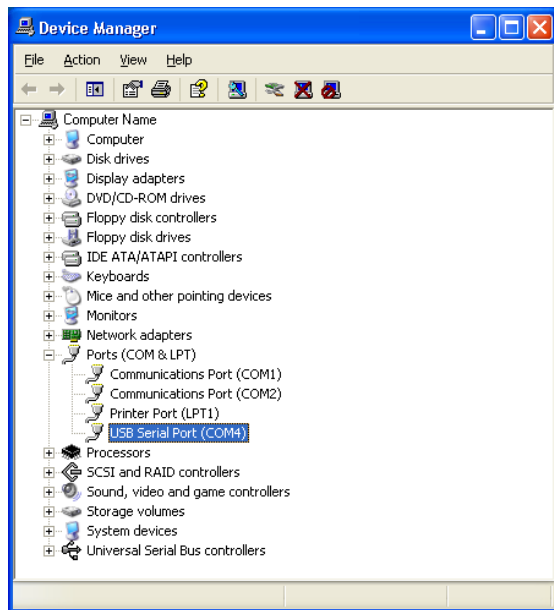 Device Manager
File Action View Help
Computer Name
Computer
Disk drives
Display adapters
DVD/CD-ROM drives
Floppy disk controllers
Floppy disk drives
IDE ATA/ATAPI controllers
Keyboards
Mice and other pointing devices
Monitors
Network adapters
Ports (COM & LPT)
Communications Port (COM1)
Communications Port (COM2)
Printer Port (LPT1)
USB Serial Port (COM4)
Processors
SCSI and RAID controllers
Sound, video and game controllers
Storage volumes
System devices
Universal Serial Bus controllers